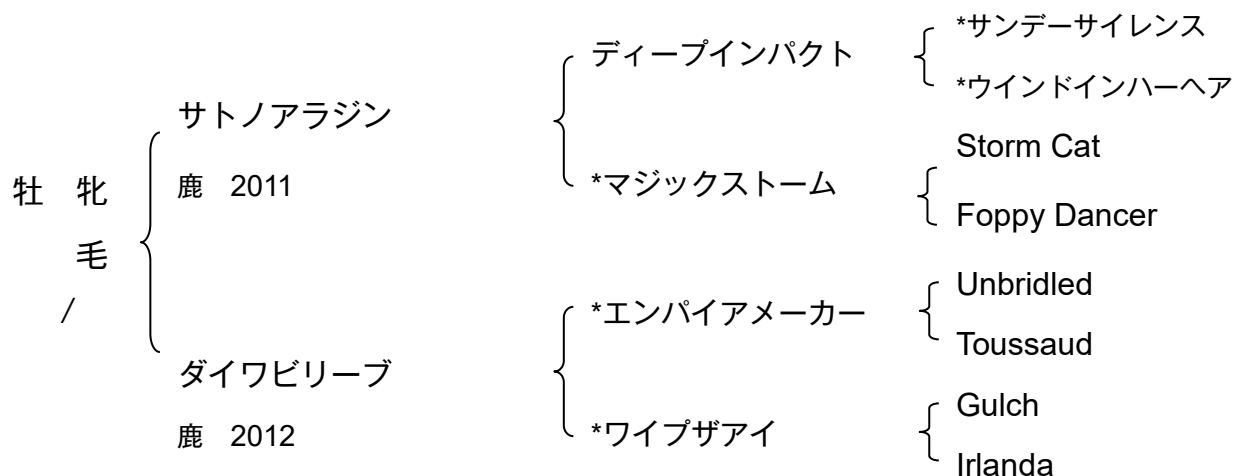 牡 牝
毛
/
サトノアラジン
鹿 2011
ダイワビリーブ
鹿 2012
ディープインパクト
*マジックストーム
*エンパイアメーカー
*ワイプザアイ
*サンデーサイレンス
*ウインドインハーヘア
Storm Cat
Foppy Dancer
Unbridled
Toussaud
Gulch
Irlanda